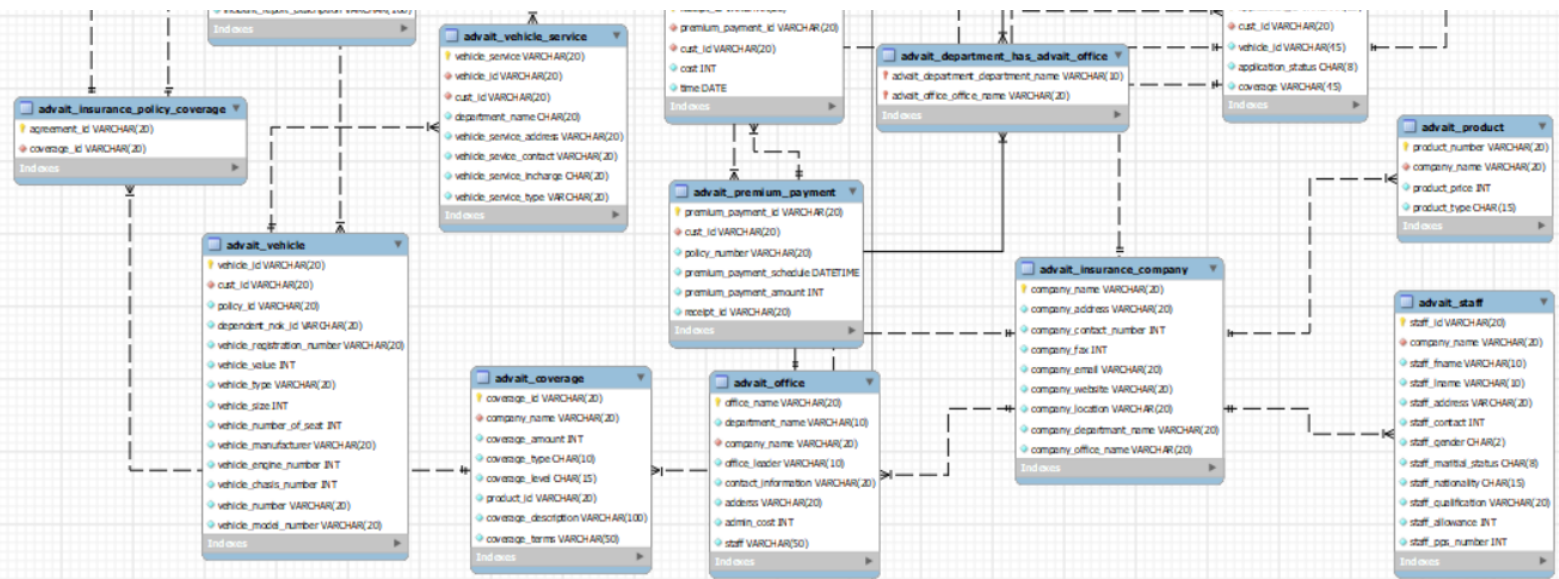 Indexes
advait_insurance_policy_coverage
agreement_id VARCHAR(20)
coverage_id VARCHAR(20)
Indexes
advait_vehicle_service
vehicle_service VARCHAR(20)
vehicle_id VARCHAR(20)
cust_id VARCHAR(20)
department_name CHAR(20)
vehicle_service_address VARCHAR(20)
vehicle_service_contact VARCHAR(20)
vehicle_service_incharge CHAR(20)
vehicle_service_type VARCHAR(20)
Indexes
advait_vehicle
vehicle_id VARCHAR(20)
cust_id VARCHAR(20)
policy_id VARCHAR(20)
dependent_nok_id VARCHAR(20)
vehicle_registration_number VARCHAR(20)
vehicle_value INT
vehicle_type VARCHAR(20)
vehicle_size INT
vehicle_number_of_seat INT
vehicle_manufacturer VARCHAR(20)
vehicle_engine_number INT
vehicle_chasis_number INT
vehicle_number VARCHAR(20)
vehicle_model_number VARCHAR(20)
Indexes
advait_coverage
coverage_id VARCHAR(20)
company_name VARCHAR(20)
coverage_amount INT
coverage_type CHAR(10)
coverage_level CHAR(15)
product_id VARCHAR(20)
coverage_description VARCHAR(100)
coverage_terms VARCHAR(50)
Indexes
premium_payment_id VARCHAR(20)
cust_id VARCHAR(20)
cost INT
time DATE
Indexes
advait_premium_payment
premium_payment_id VARCHAR(20)
cust_id VARCHAR(20)
policy_number VARCHAR(20)
premium_payment_schedule DATETIME
premium_payment_amount INT
receipt_id VARCHAR(20)
Indexes
advait_office
office_name VARCHAR(20)
department_name VARCHAR(10)
company_name VARCHAR(20)
office_leader VARCHAR(10)
contact_information VARCHAR(20)
address VARCHAR(20)
admin_cost INT
staff VARCHAR(50)
Indexes
advait_department_has_advait_office
advait_department_department_name VARCHAR(10)
advait_office_office_name VARCHAR(20)
Indexes
advait_insurance_company
company_name VARCHAR(20)
company_address VARCHAR(20)
company_contact_number INT
company_fax INT
company_email VARCHAR(20)
company_website VARCHAR(20)
company_location VARCHAR(20)
company_department_name VARCHAR(20)
company_office_name VARCHAR(20)
Indexes
cust_id VARCHAR(20)
vehicle_id VARCHAR(45)
application_status CHAR(8)
coverage VARCHAR(45)
Indexes
advait_product
product_number VARCHAR(20)
company_name VARCHAR(20)
product_price INT
product_type CHAR(15)
Indexes
advait_staff
staff_id VARCHAR(20)
company_name VARCHAR(20)
staff_fname VARCHAR(10)
staff_lname VARCHAR(10)
staff_address VARCHAR(20)
staff_contact INT
staff_gender CHAR(2)
staff_maritial_status CHAR(8)
staff_nationality CHAR(15)
staff_qualification VARCHAR(20)
staff_allowance INT
staff_pps_number INT
Indexes